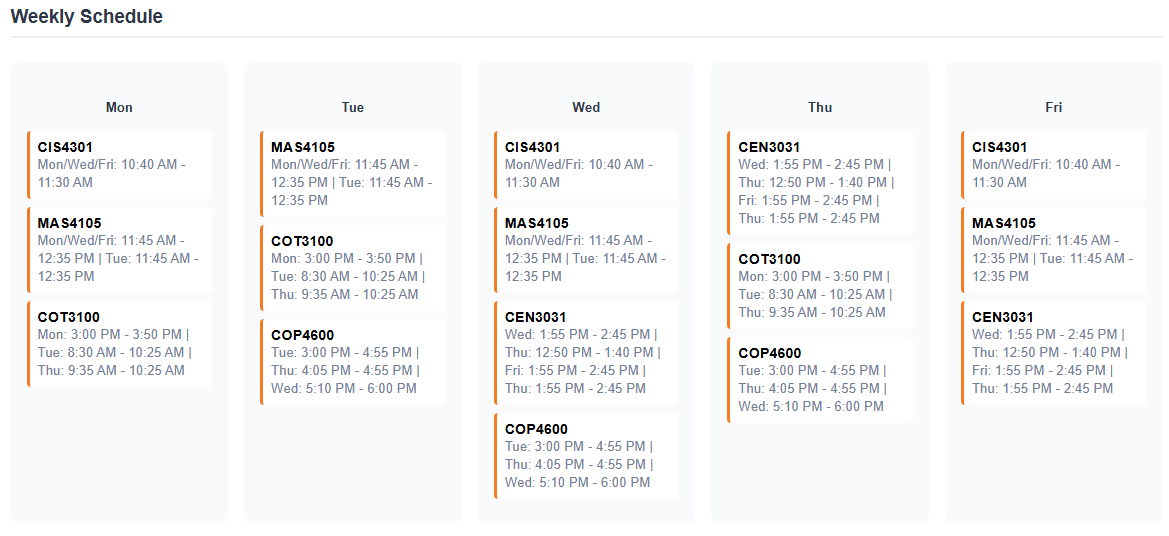 Weekly Schedule
Mon
CIS4301
Mon/Wed/Fri: 10:40 AM -
11:30 AM
MAS4105
Mon/Wed/Fri: 11:45 AM -
12:35 PM | Tue: 11:45 AM -
12:35 PM
COT3100
Mon: 3:00 PM - 3:50 PM |
Tue: 8:30 AM - 10:25 AM |
Thu: 9:35 AM - 10:25 AM
Tue
MAS4105
Mon/Wed/Fri: 11:45 AM -
12:35 PM | Tue: 11:45 AM -
12:35 PM
COT3100
Mon: 3:00 PM - 3:50 PM |
Tue: 8:30 AM - 10:25 AM |
Thu: 9:35 AM - 10:25 AM
COP4600
Tue: 3:00 PM - 4:55 PM |
Thu: 4:05 PM - 4:55 PM |
Wed: 5:10 PM - 6:00 PM
Wed
CIS4301
Mon/Wed/Fri: 10:40 AM -
11:30 AM
MAS4105
Mon/Wed/Fri: 11:45 AM -
12:35 PM | Tue: 11:45 AM -
12:35 PM
CEN3031
Wed: 1:55 PM - 2:45 PM |
Thu: 12:50 PM - 1:40 PM |
Fri: 1:55 PM - 2:45 PM |
Thu: 1:55 PM - 2:45 PM
COP4600
Tue: 3:00 PM - 4:55 PM |
Thu: 4:05 PM - 4:55 PM |
Wed: 5:10 PM - 6:00 PM
Thu
CEN3031
Wed: 1:55 PM - 2:45 PM |
Thu: 12:50 PM - 1:40 PM |
Fri: 1:55 PM - 2:45 PM |
Thu: 1:55 PM - 2:45 PM
COT3100
Mon: 3:00 PM - 3:50 PM |
Tue: 8:30 AM - 10:25 AM |
Thu: 9:35 AM - 10:25 AM
COP4600
Tue: 3:00 PM - 4:55 PM |
Thu: 4:05 PM - 4:55 PM |
Wed: 5:10 PM - 6:00 PM
Fri
CIS4301
Mon/Wed/Fri: 10:40 AM -
11:30 AM
MAS4105
Mon/Wed/Fri: 11:45 AM -
12:35 PM | Tue: 11:45 AM -
12:35 PM
CEN3031
Wed: 1:55 PM - 2:45 PM |
Thu: 12:50 PM - 1:40 PM |
Fri: 1:55 PM - 2:45 PM |
Thu: 1:55 PM - 2:45 PM